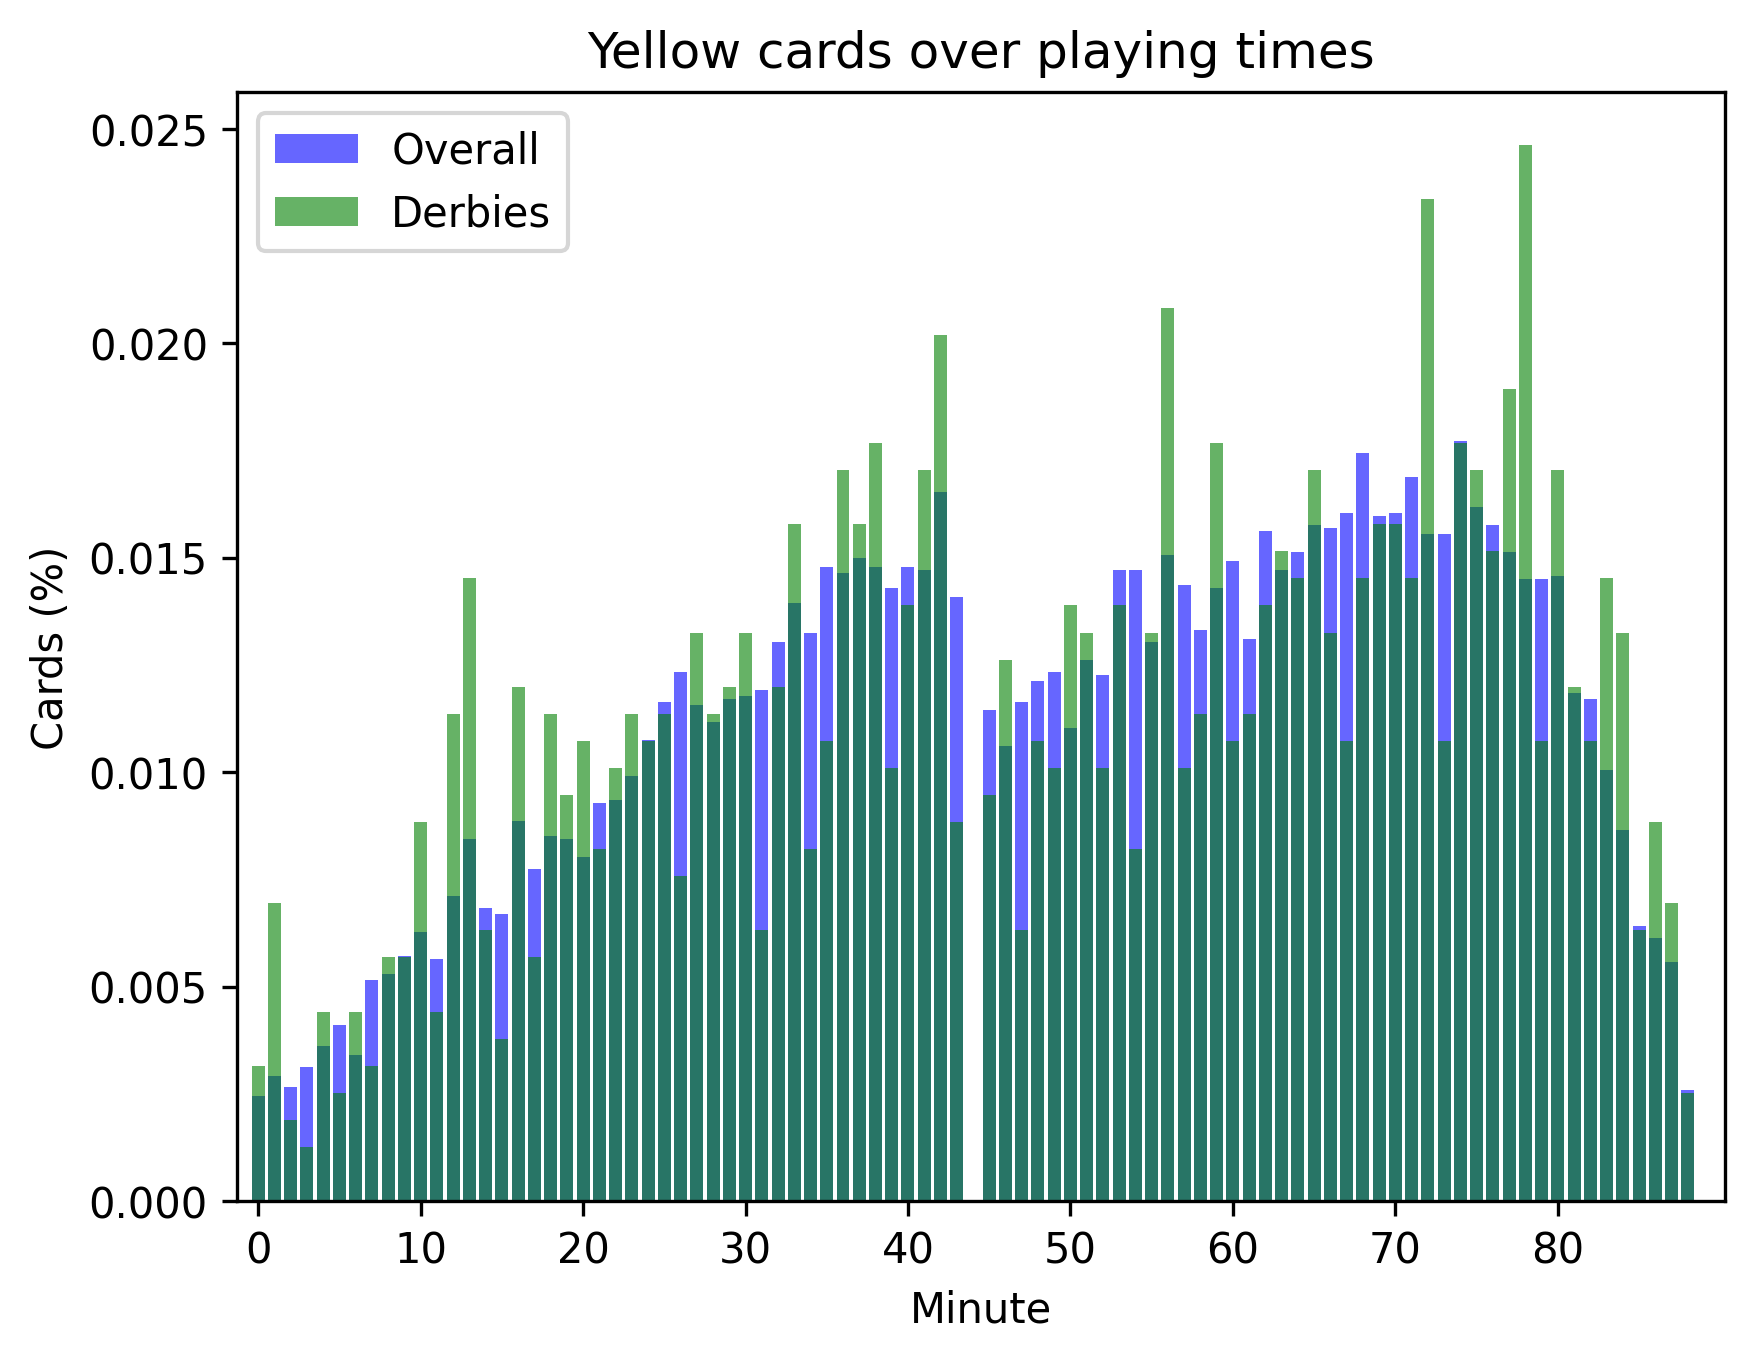 Yellow cards over playing times
Overall
Derbies
Cards (%)
0.025
0.020
0.015
0.010
0.005
0.000
0 10 20 30 40 50 60 70 80
Minute